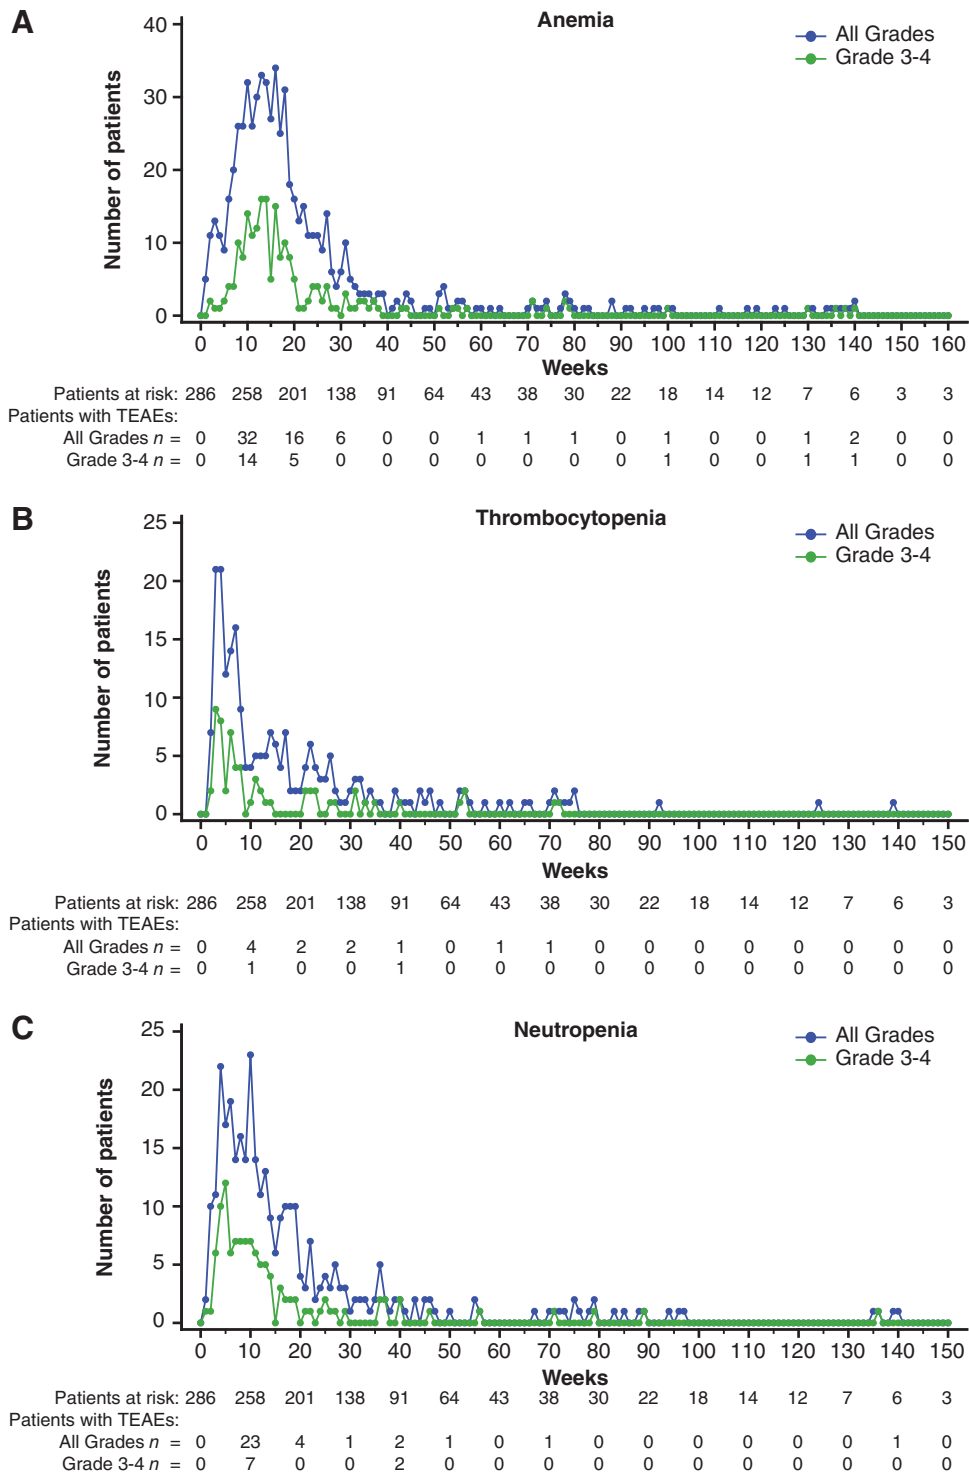 A
Anemia
All Grades
Grade 3-4
Number of patients
40
30
20
10
0
0 10 20 30 40 50 60 70 80 90 100 110 120 130 140 150 160
Weeks
Patients at risk: 286 258 201 138 91 64 43 38 30 22 18 14 12 7 6 3 3
Patients with TEAEs:
All Grades n = 0 32 16 6 0 0 1 1 1 0 1 0 0 1 2 0 0
Grade 3-4 n = 0 14 5 0 0 0 0 0 0 0 1 0 0 1 1 0 0
B
Thrombocytopenia
All Grades
Grade 3-4
Number of patients
25
20
15
10
5
0
0 10 20 30 40 50 60 70 80 90 100 110 120 130 140 150
Weeks
Patients at risk: 286 258 201 138 91 64 43 38 30 22 18 14 12 7 6 3
Patients with TEAEs:
All Grades n = 0 4 2 2 1 0 1 1 0 0 0 0 0 0 0 0
Grade 3-4 n = 0 1 0 0 1 0 0 0 0 0 0 0 0 0 0 0
C
Neutropenia
All Grades
Grade 3-4
Number of patients
25
20
15
10
5
0
0 10 20 30 40 50 60 70 80 90 100 110 120 130 140 150
Weeks
Patients at risk: 286 258 201 138 91 64 43 38 30 22 18 14 12 7 6 3
Patients with TEAEs:
All Grades n = 0 23 4 1 2 1 0 1 0 0 0 0 0 0 1 0
Grade 3-4 n = 0 7 0 0 2 0 0 0 0 0 0 0 0 0 0 0